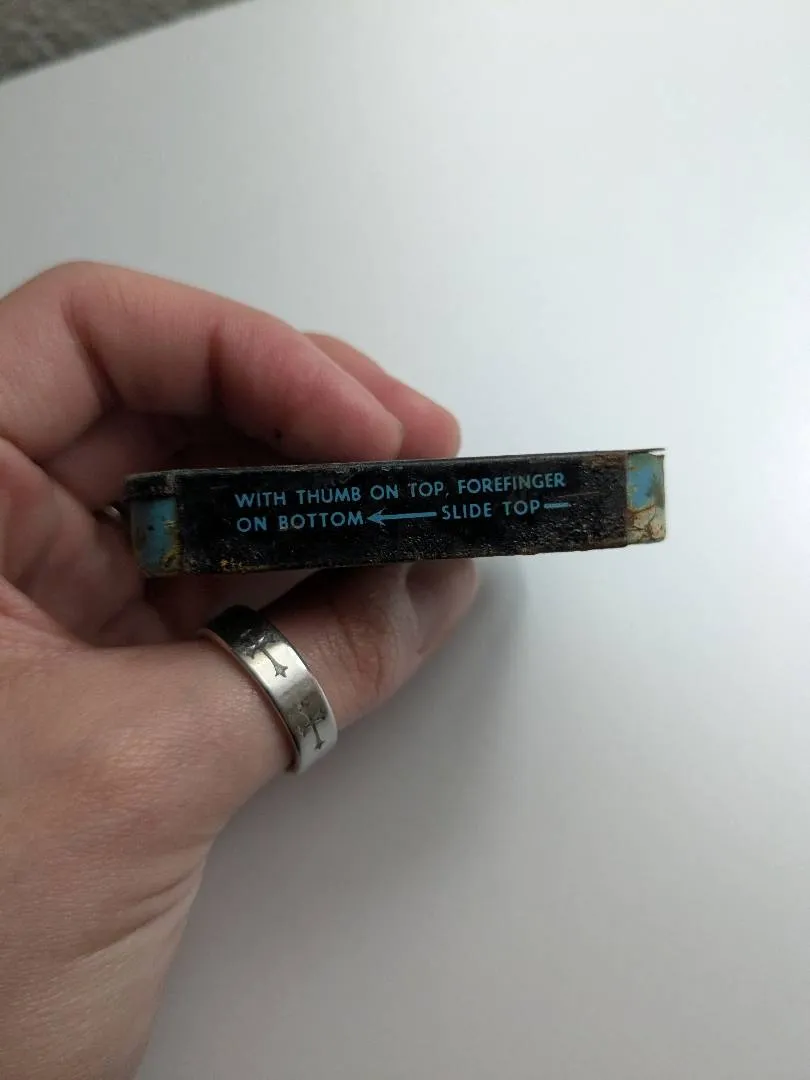 WITH THUMB ON TOP, FOREFINGER
ON BOTTOM ← SLIDE TOP —